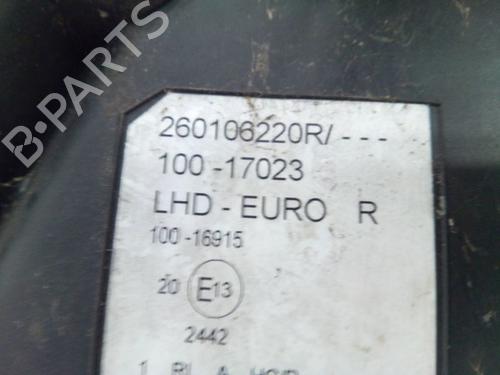 B-PARTS
260106220R/ - - -
100 -17023
LHD - EURO R
100 -16915
20 E13
2442